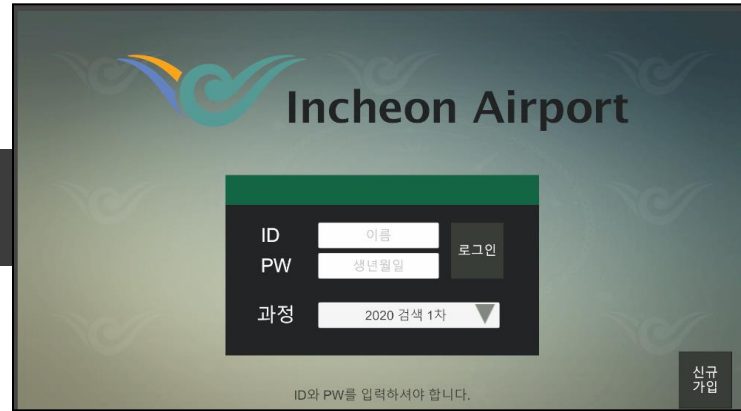 Incheon Airport
ID 이름
PW 생년월일
로그인
과정 2020 검색 1차
ID와 PW를 입력하셔야 합니다.
신규
가입